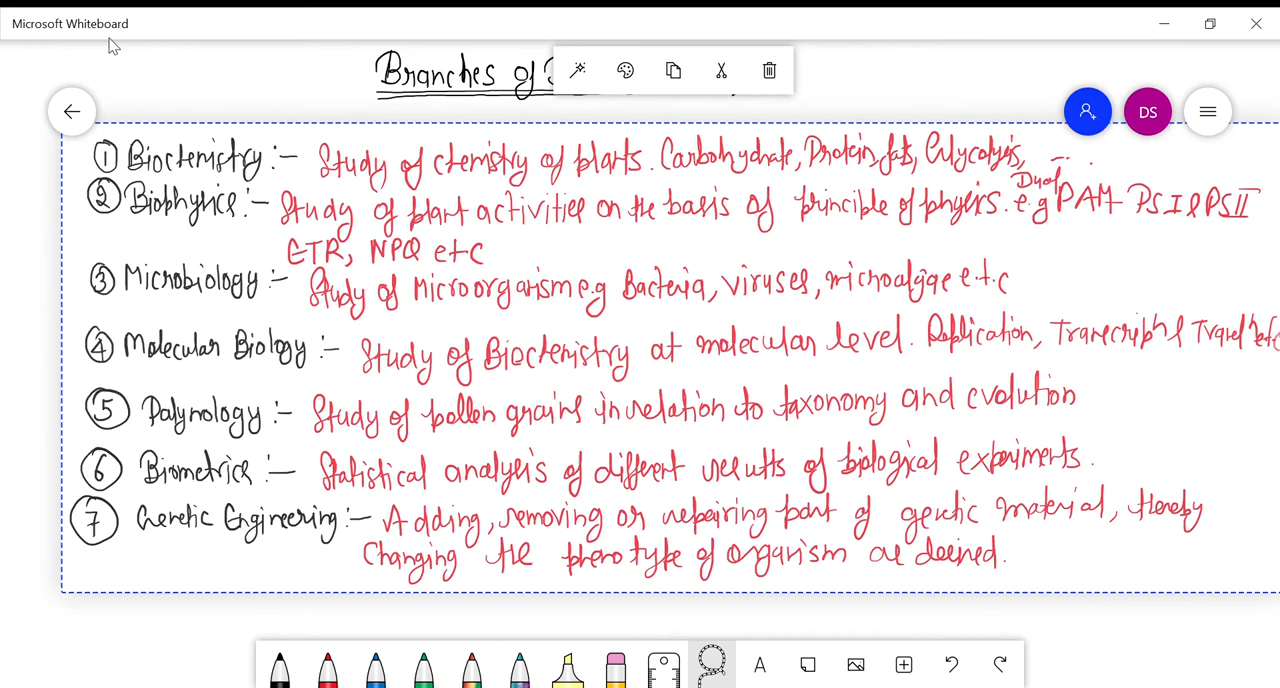 Microsoft Whiteboard
Branches of
DS
① Biochemistry :- Study of chemistry of plants. Carbohydrate, Protein, fats, Glycolysis, ... .
② Biophysics :- Study of plant activities on the basis of principle of physics. e.g Dual PAM- PSI & PSII
ETR, NPQ etc
③ Microbiology :- Study of Microorganism e.g Bacteria, viruses, microalgae e.t.c
④ Molecular Biology :- Study of Biochemistry at molecular level. Replication,
⑤ Palynology :- Study of pollen grains in relation to taxonomy and evolution
⑥ Biometrics :- Statistical analysis of different results of biological experiments.
⑦ Genetic Engineering :- Adding, removing or repairing part of genetic material, thereby
Changing the phenotype of organism as desired.
A